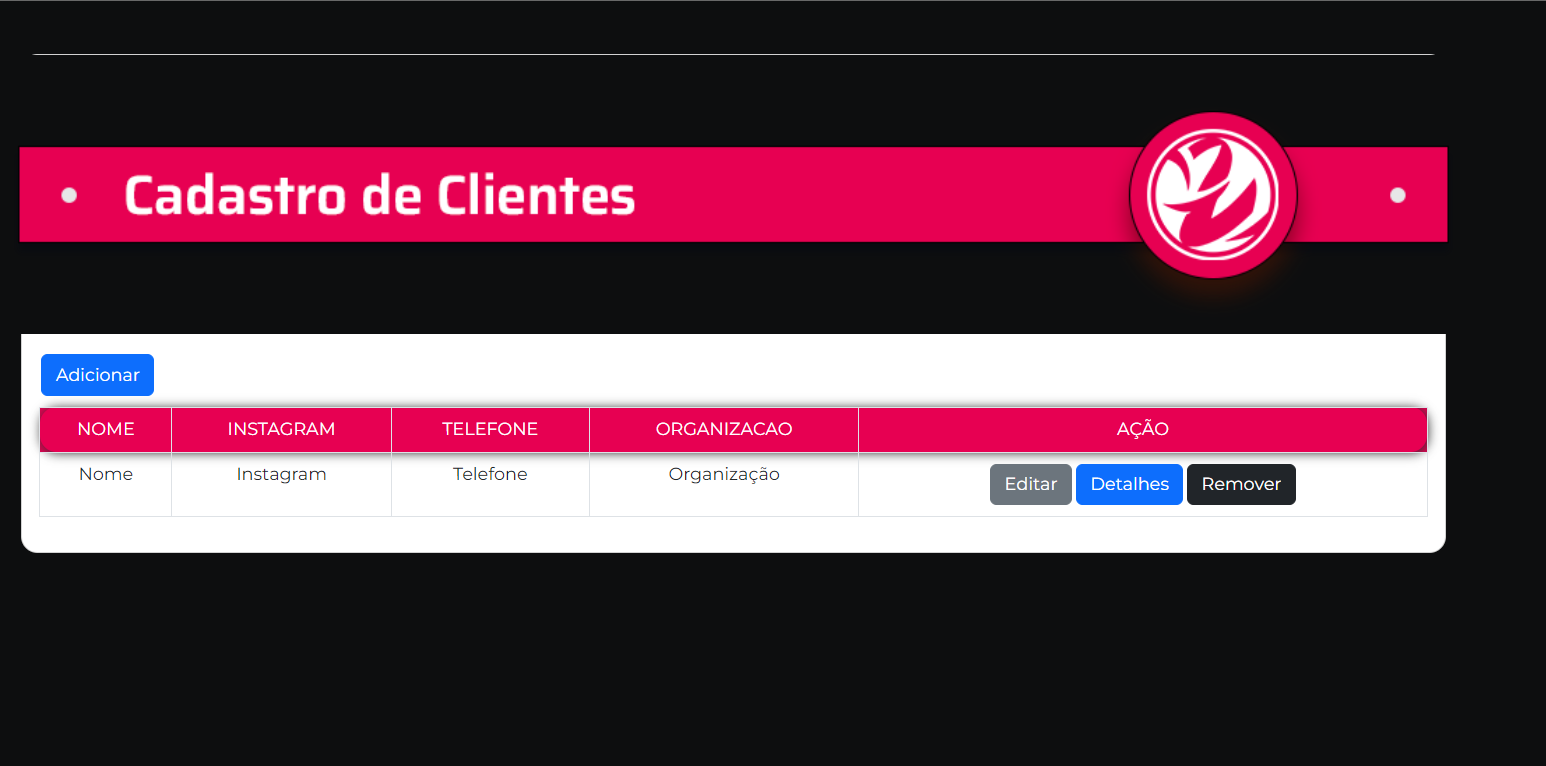 Cadastro de Clientes
Adicionar
NOME INSTAGRAM TELEFONE ORGANIZACAO AÇÃO
Nome Instagram Telefone Organização Editar Detalhes Remover